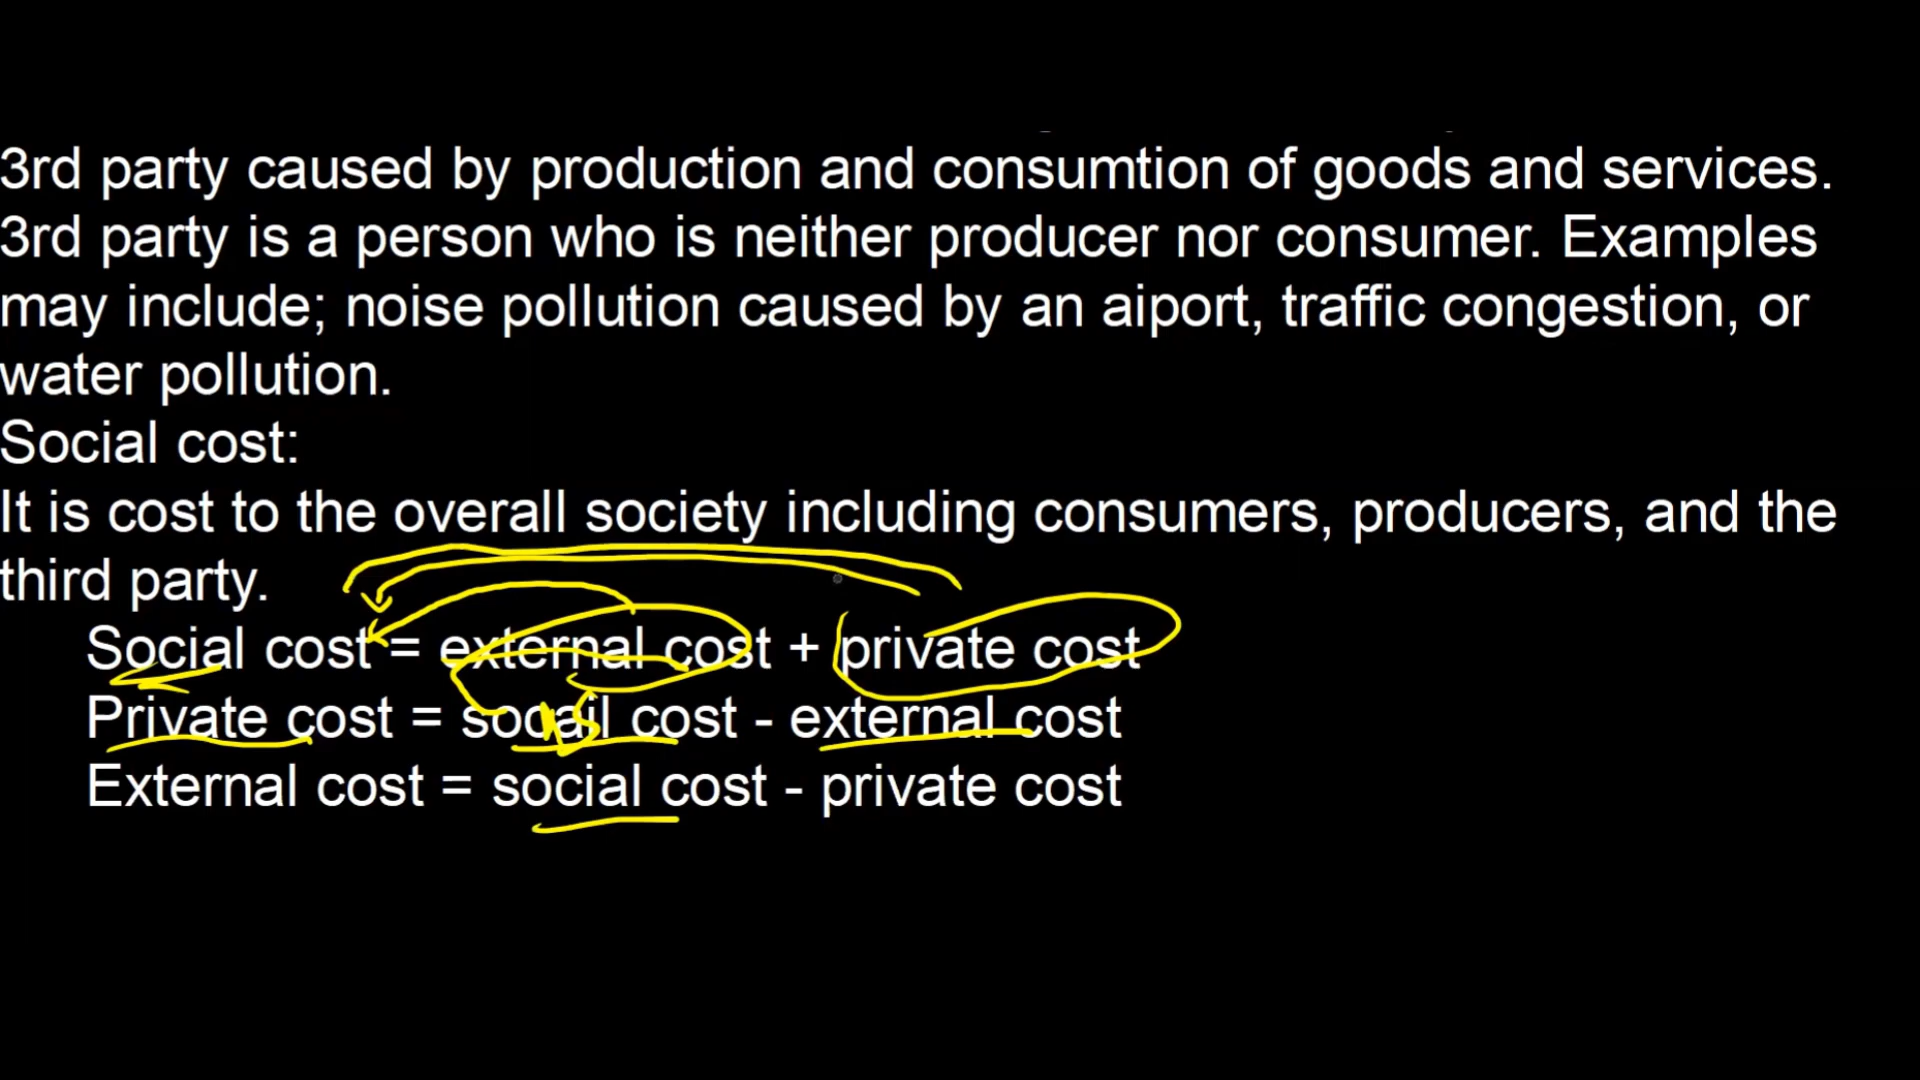 3rd party caused by production and consumtion of goods and services.
3rd party is a person who is neither producer nor consumer. Examples
may include; noise pollution caused by an aiport, traffic congestion, or
water pollution.
Social cost:
It is cost to the overall society including consumers, producers, and the
third party.
Social cost = external cost + private cost
Private cost = socail cost - external cost
External cost = social cost - private cost